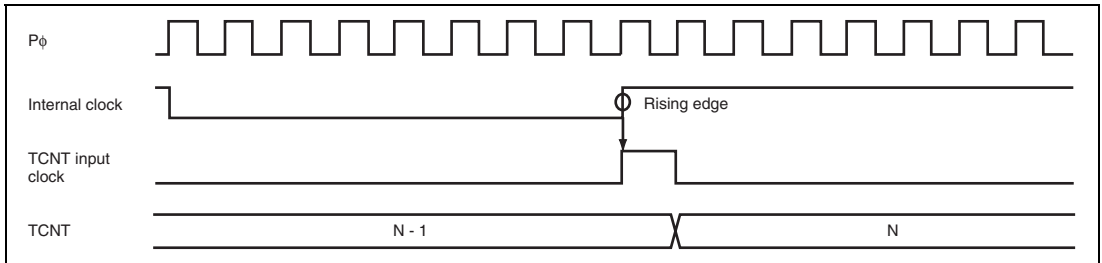 Pϕ
Internal clock
Rising edge
TCNT input
clock
TCNT
N - 1
N